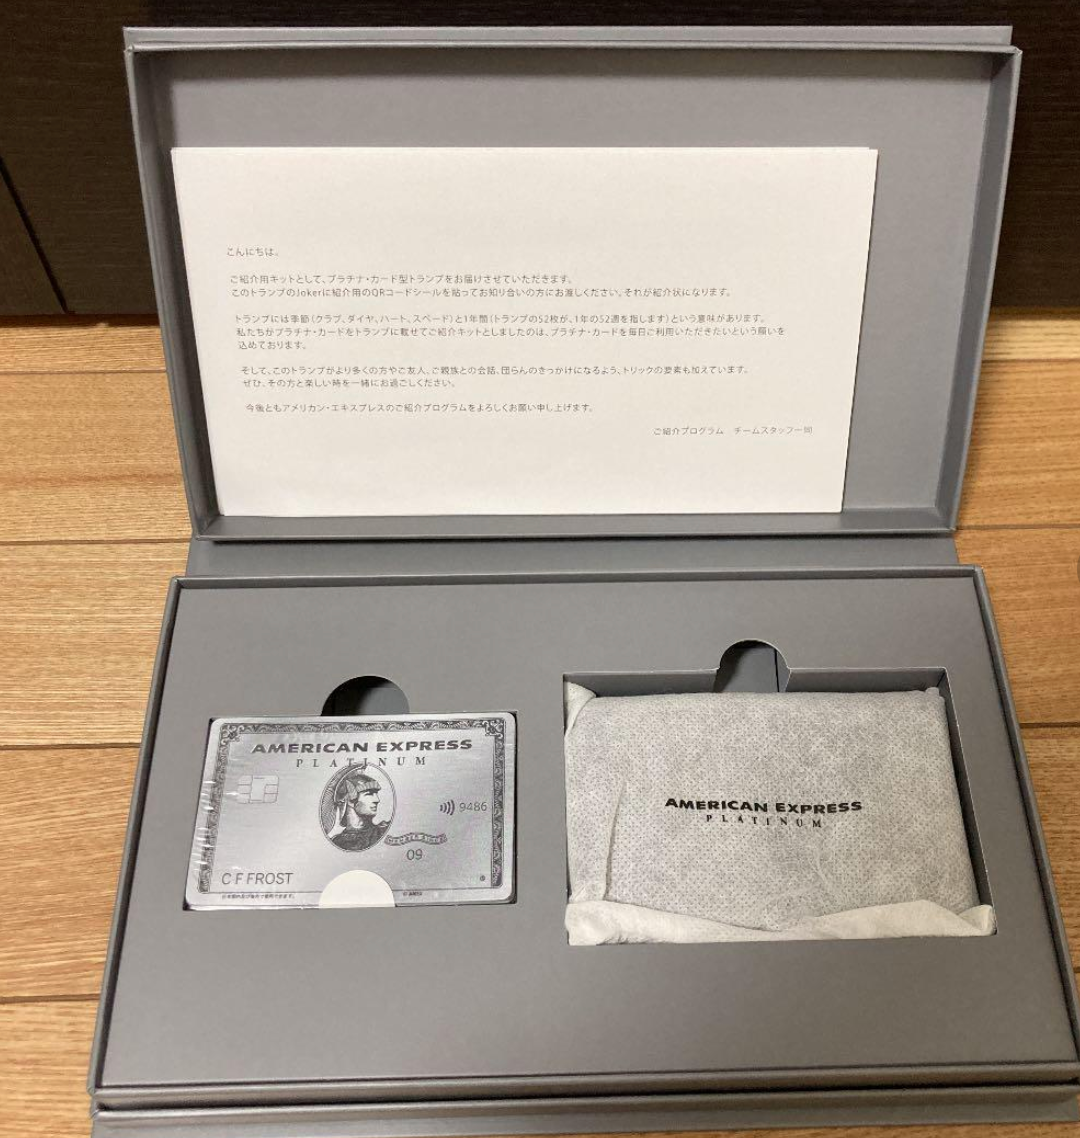 こんにちは。
ご紹介用キットとして、プラチナ・カード型トランプをお届けさせていただきます。
このトランプのJokerに紹介用のQRコードシールを貼ってお知り合いの方にお渡しください。それが紹介状になります。
トランプには季節(クラブ、ダイヤ、ハート、スペード)と1年間(トランプの52枚が、1年の52週を指します)という意味があります。
私たちがプラチナ・カードをトランプに載せてご紹介キットとしましたのは、プラチナ・カードを毎日ご利用いただきたいという願いを
込めております。
そして、このトランプがより多くの方やご友人、ご親族との会話、団らんのきっかけになるよう、トリックの要素も加えています。
ぜひ、その方と楽しい時を一緒にお過ごしください。
今後ともアメリカン・エキスプレスのご紹介プログラムをよろしくお願い申し上げます。
ご紹介プログラム チームスタッフ一同
AMERICAN EXPRESS
PLATINUM
9486
MEMBER SINCE
09
C F FROST
AMERICAN EXPRESS
PLATINUM